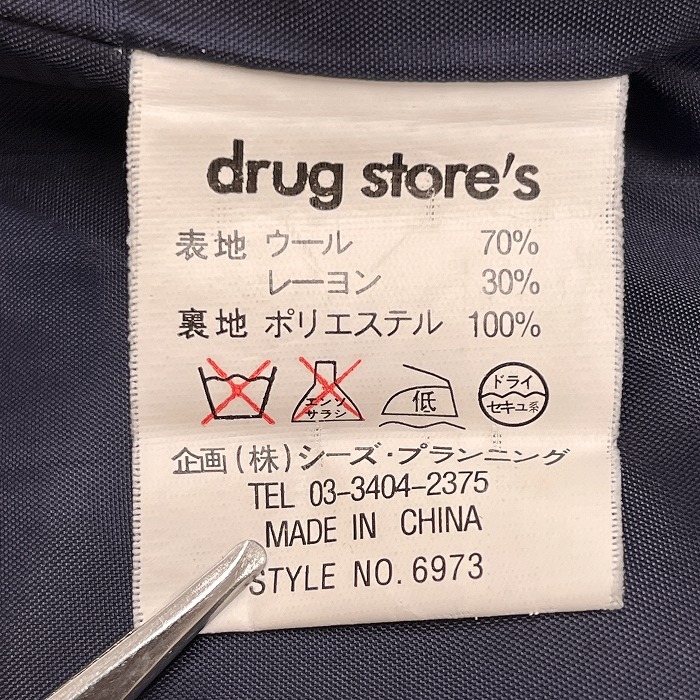 drug store's
表地 ウール 70%
レーヨン 30%
裏地 ポリエステル 100%
エンソ
サラシ
低
ドライ
セキユ系
企画(株)シーズ・プランニング
TEL 03-3404-2375
MADE IN CHINA
STYLE NO. 6973